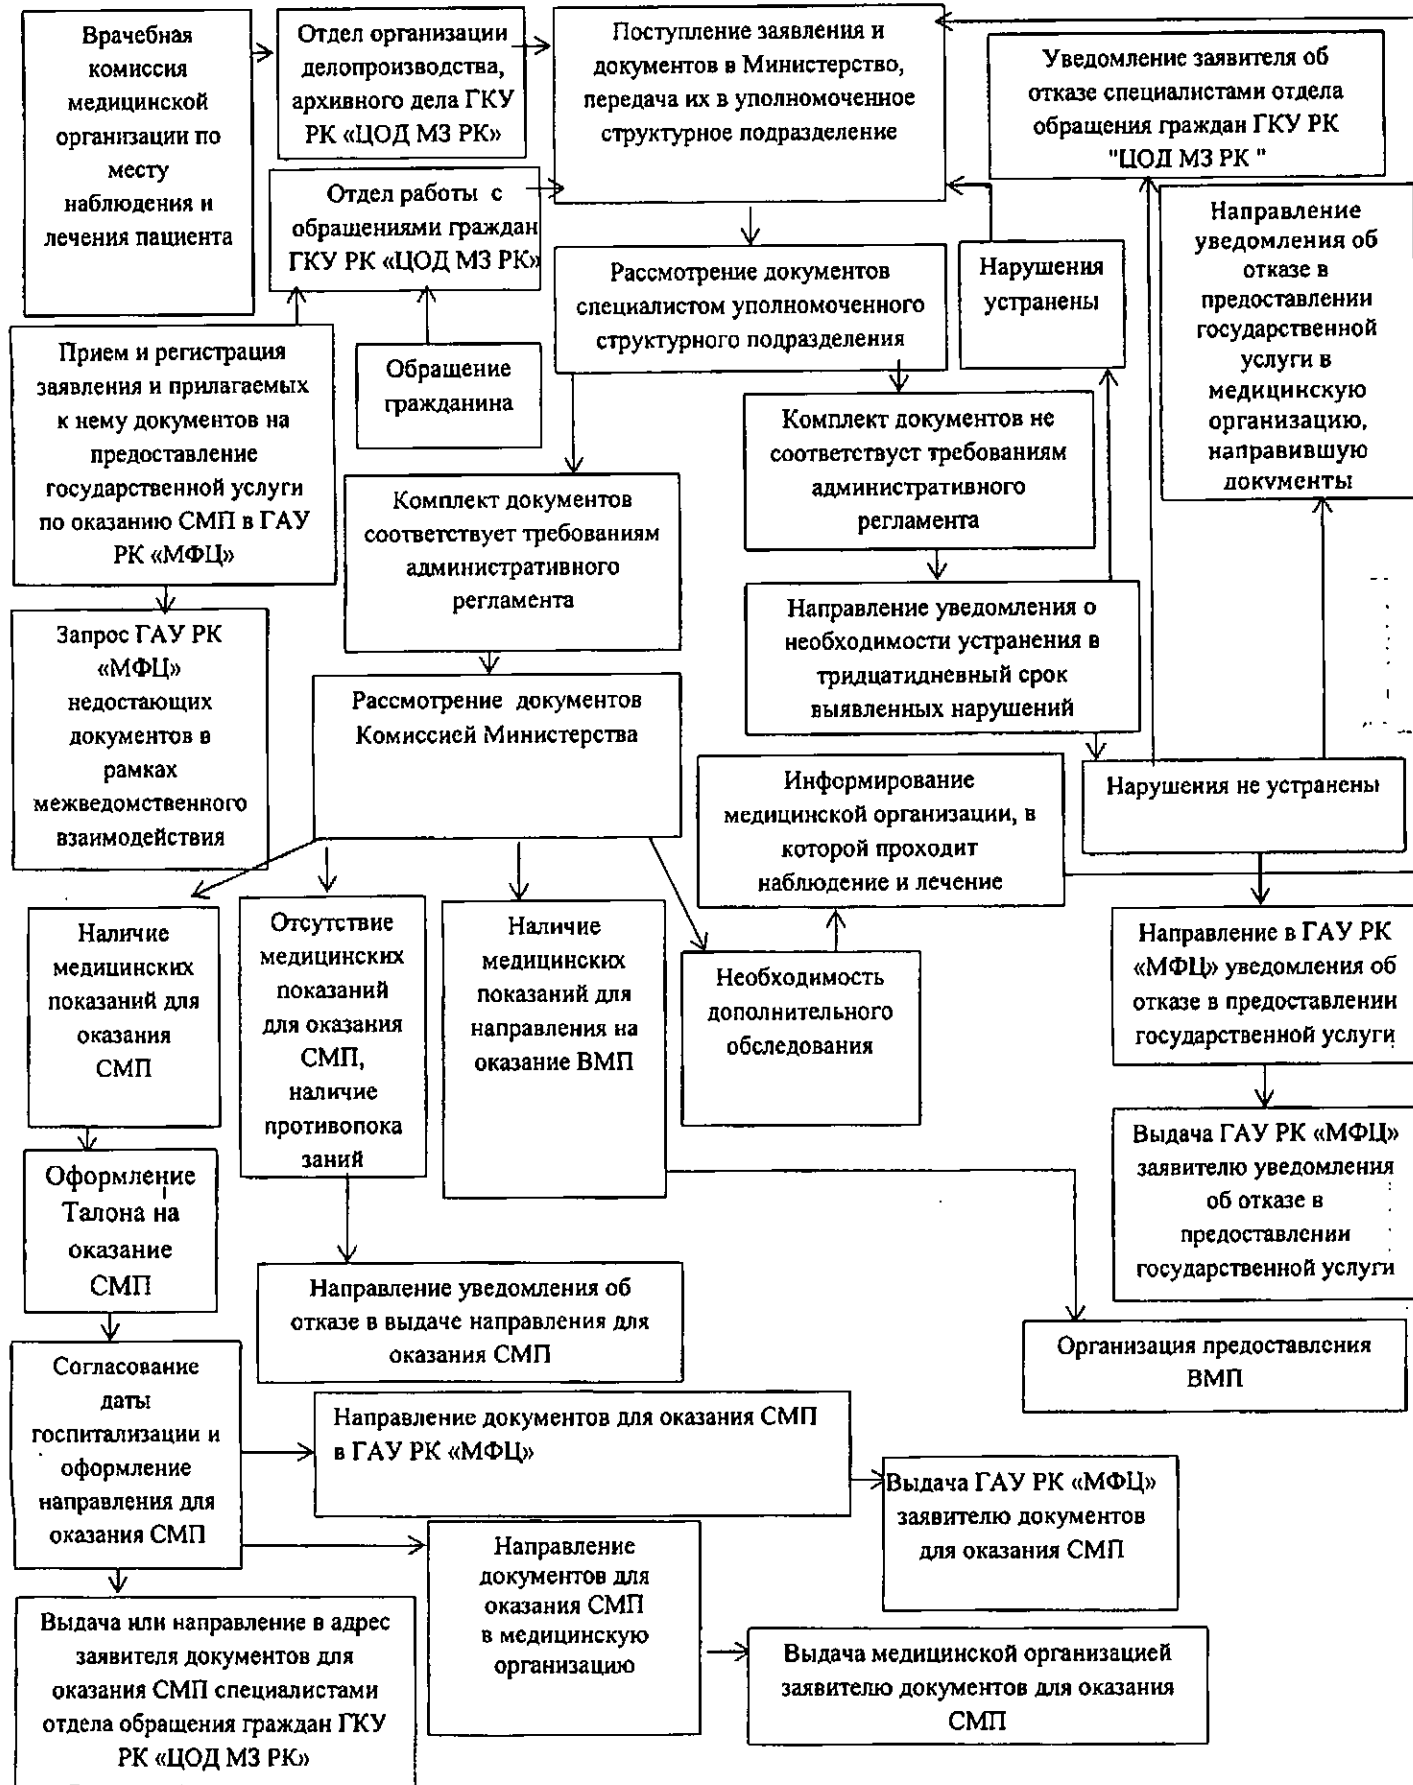 Врачебная
комиссия
медицинской
организации по
месту
наблюдения и
лечения пациента
Отдел организации
делопроизводства,
архивного дела ГКУ
РК «ЦОД МЗ РК»
Поступление заявления и
документов в Министерство,
передача их в уполномоченное
структурное подразделение
Уведомление заявителя об
отказе специалистами отдела
обращения граждан ГКУ РК
"ЦОД МЗ РК "
Отдел работы с
обращениями граждан
ГКУ РК «ЦОД МЗ РК»
Направление
уведомления об
отказе в
предоставлении
государственной
услуги в
медицинскую
организацию,
направившую
документы
Рассмотрение документов
специалистом уполномоченного
структурного подразделения
Нарушения
устранены
Прием и регистрация
заявления и прилагаемых
к нему документов на
предоставление
государственной услуги
по оказанию СМП в ГАУ
РК «МФЦ»
Обращение
гражданина
Комплект документов не
соответствует требованиям
административного
регламента
Комплект документов
соответствует требованиям
административного
регламента
Направление уведомления о
необходимости устранения в
тридцатидневный срок
выявленных нарушений
Запрос ГАУ РК
«МФЦ»
недостающих
документов в
рамках
межведомственного
взаимодействия
Рассмотрение документов
Комиссией Министерства
Информирование
медицинской организации, в
которой проходит
наблюдение и лечение
Нарушения не устранены
Наличие
медицинских
показаний для
оказания
СМП
Отсутствие
медицинских
показаний
для оказания
СМП,
наличие
противопока
заний
Наличие
медицинских
показаний для
направления на
оказание ВМП
Необходимость
дополнительного
обследования
Направление в ГАУ РК
«МФЦ» уведомления об
отказе в предоставлении
государственной услуги
Выдача ГАУ РК «МФЦ»
заявителю уведомления
об отказе в
предоставлении
государственной услуги
Оформление
Талона на
оказание
СМП
Направление уведомления об
отказе в выдаче направления для
оказания СМП
Организация предоставления
ВМП
Согласование
даты
госпитализации и
оформление
направления для
оказания СМП
Направление документов для оказания СМП
в ГАУ РК «МФЦ»
Выдача ГАУ РК «МФЦ»
заявителю документов
для оказания СМП
Направление
документов для
оказания СМП
в медицинскую
организацию
Выдача или направление в адрес
заявителя документов для
оказания СМП специалистами
отдела обращения граждан ГКУ
РК «ЦОД МЗ РК»
Выдача медицинской организацией
заявителю документов для оказания
СМП